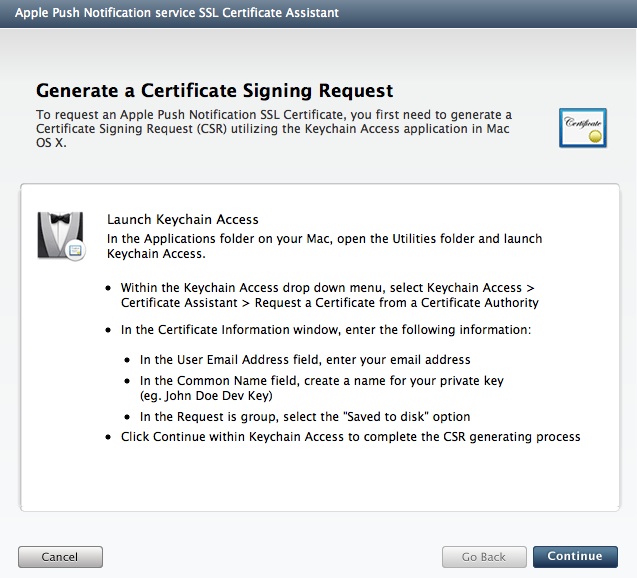 Apple Push Notification service SSL Certificate Assistant
Generate a Certificate Signing Request
To request an Apple Push Notification SSL Certificate, you first need to generate a
Certificate Signing Request (CSR) utilizing the Keychain Access application in Mac
OS X.
Certificate
Launch Keychain Access
In the Applications folder on your Mac, open the Utilities folder and launch
Keychain Access.
• Within the Keychain Access drop down menu, select Keychain Access >
Certificate Assistant > Request a Certificate from a Certificate Authority
• In the Certificate Information window, enter the following information:
• In the User Email Address field, enter your email address
• In the Common Name field, create a name for your private key
(eg. John Doe Dev Key)
• In the Request is group, select the "Saved to disk" option
• Click Continue within Keychain Access to complete the CSR generating process
Cancel
Go Back
Continue